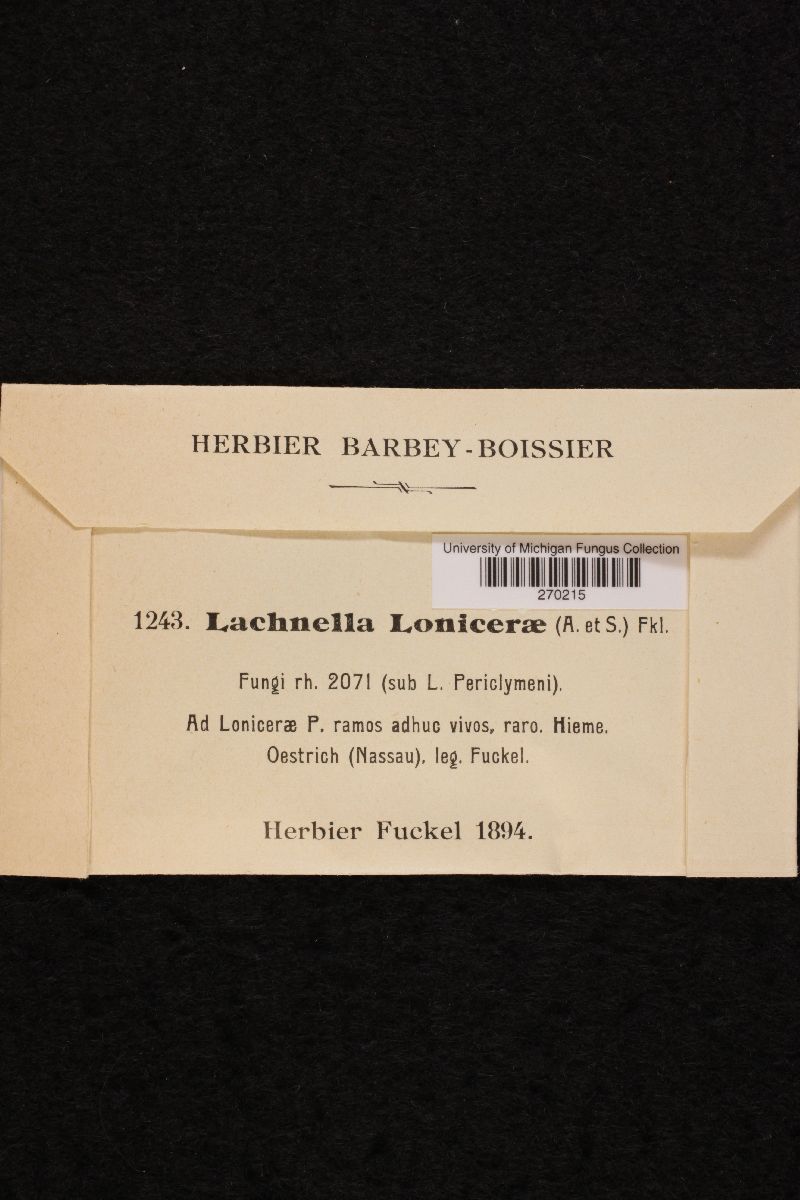 HERBIER BARBEY-BOISSIER
University of Michigan Fungus Collection
270215
1243. Lachnella Loniceræ (A. et S.) Fkl.
Fungi rh. 2071 (sub L. Periclymeni).
Ad Loniceræ P. ramos adhuc vivos, raro. Hieme.
Oestrich (Nassau), leg. Fuckel.
Herbier Fuckel 1894.